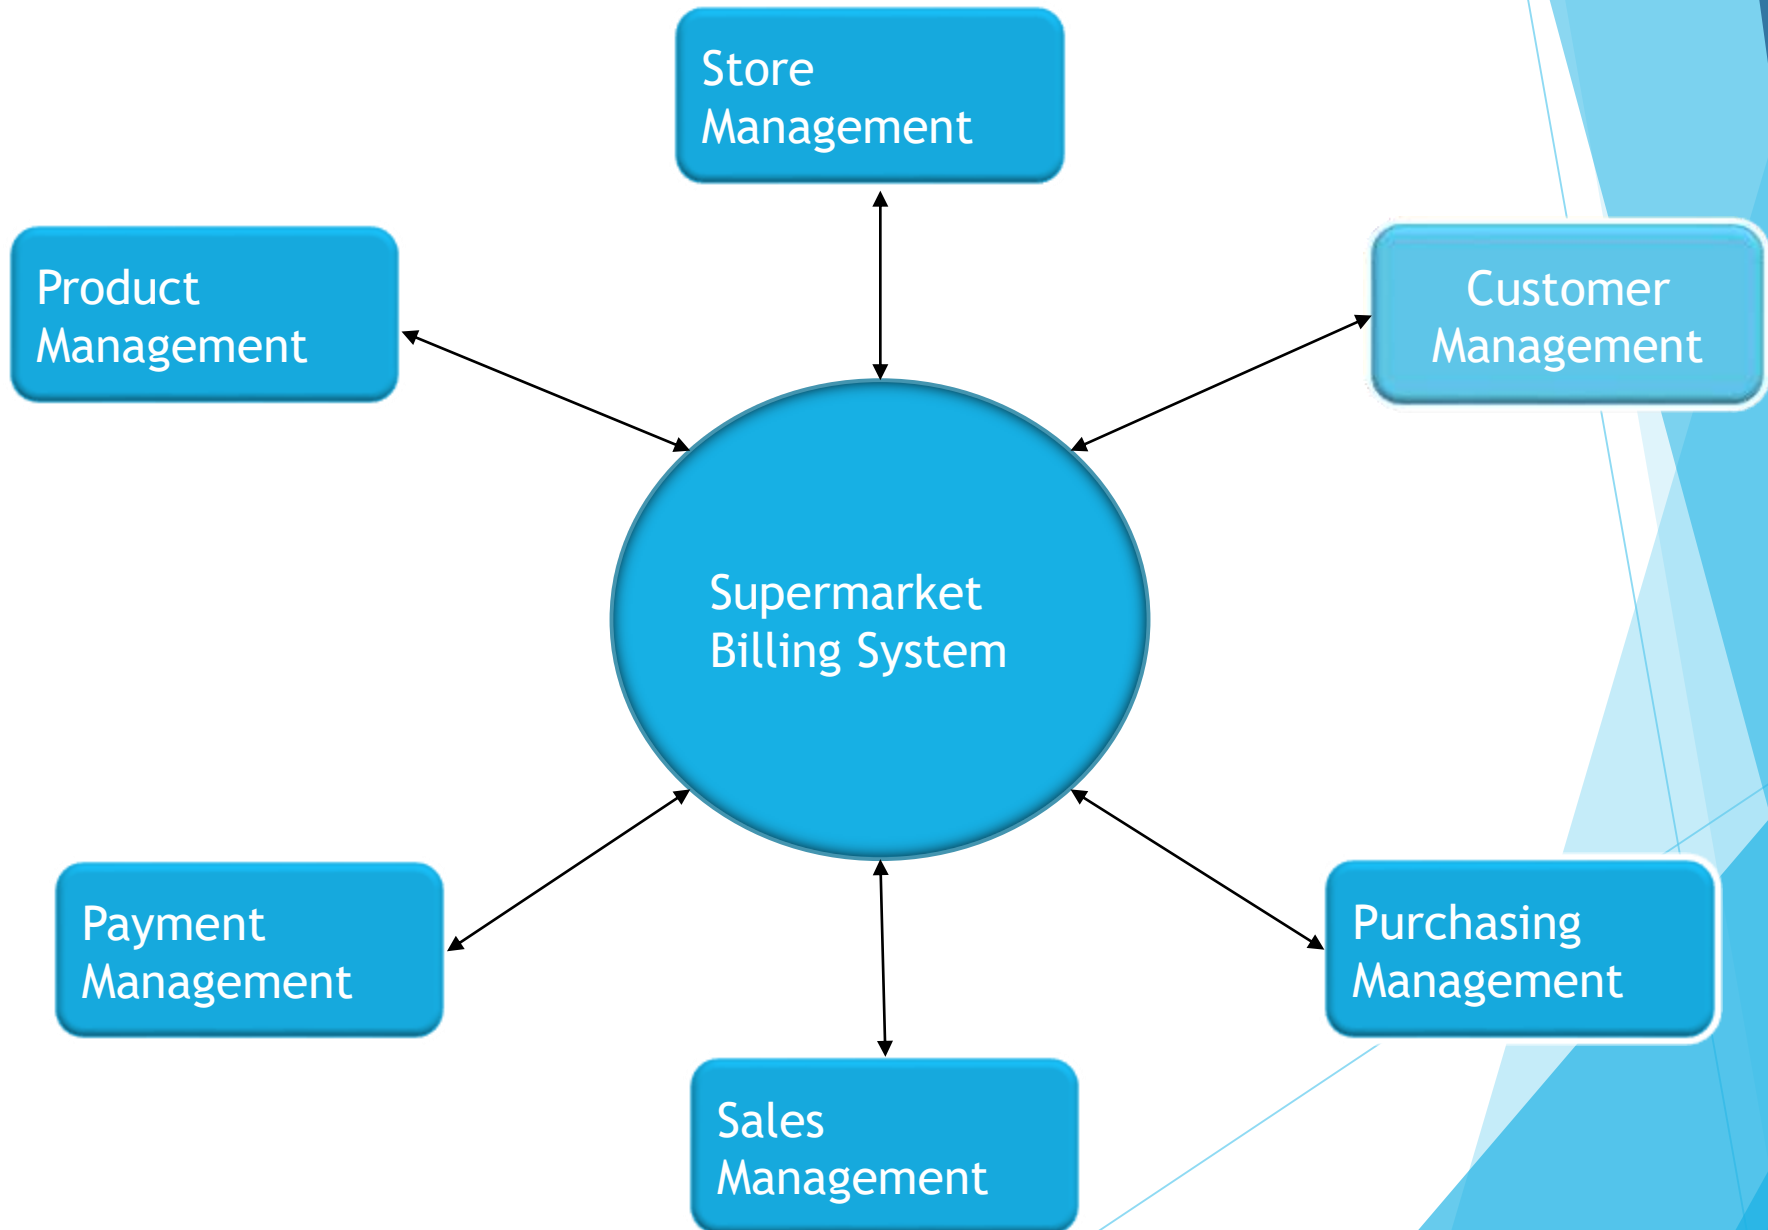 Store
Management
Product
Management
Customer
Management
Supermarket
Billing System
Payment
Management
Purchasing
Management
Sales
Management